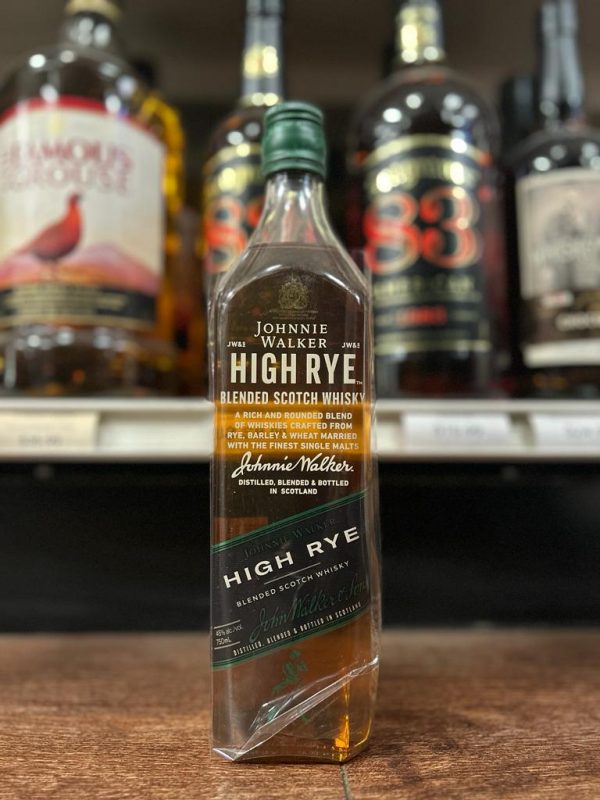 FAMOUS
GROUSE
83
83
JOHNNIE
WALKER
JW&S JW&S
HIGH RYE™
BLENDED SCOTCH WHISKY
A RICH AND ROUNDED BLEND
OF WHISKIES CRAFTED FROM
RYE, BARLEY & WHEAT MARRIED
WITH THE FINEST SINGLE MALTS
Johnnie Walker.
DISTILLED, BLENDED & BOTTLED
IN SCOTLAND
JOHNNIE WALKER
HIGH RYE
BLENDED SCOTCH WHISKY
John Walker & Sons
45% alc./vol.
750mL
DISTILLED, BLENDED & BOTTLED IN SCOTLAND